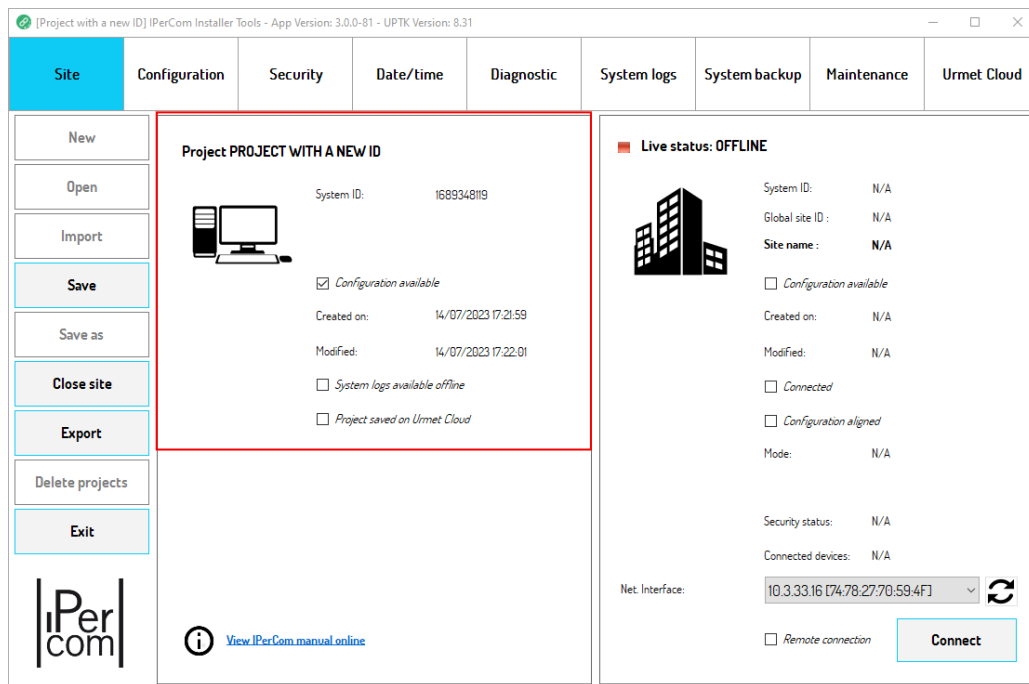 [Project with a new ID] IPerCom Installer Tools - App Version: 3.0.0-81 - UPTK Version: 8.31
Site Configuration Security Date/time Diagnostic System logs System backup Maintenance Urmet Cloud
New
Open
Import
Save
Save as
Close site
Export
Delete projects
Exit
IPer
com
Project PROJECT WITH A NEW ID
System ID: 1689348119
Configuration available
Created on: 14/07/2023 17:21:59
Modified: 14/07/2023 17:22:01
System logs available offline
Project saved on Urmet Cloud
View IPerCom manual online
Live status: OFFLINE
System ID: N/A
Global site ID : N/A
Site name : N/A
Configuration available
Created on: N/A
Modified: N/A
Connected
Configuration aligned
Mode: N/A
Security status: N/A
Connected devices: N/A
Net. Interface: 10.3.33.16 [74:78:27:70:59:4F]
Remote connection Connect